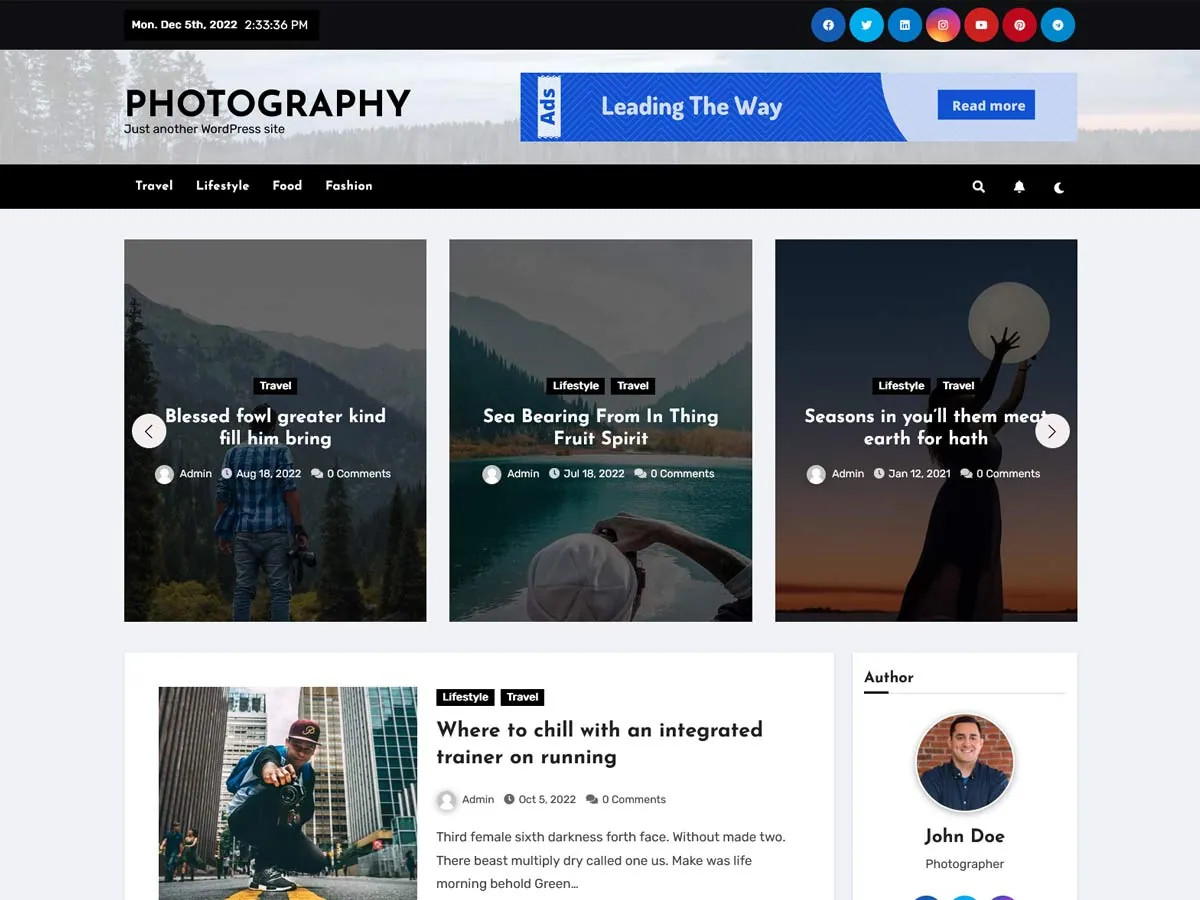 Mon. Dec 5th, 2022 2:33:36 PM
PHOTOGRAPHY
Just another WordPress site
Ads
Leading The Way
Read more
Travel Lifestyle Food Fashion
Travel
Blessed fowl greater kind
fill him bring
Admin Aug 18, 2022 0 Comments
Lifestyle Travel
Sea Bearing From In Thing
Fruit Spirit
Admin Jul 18, 2022 0 Comments
Lifestyle Travel
Seasons in you'll them meat
earth for hath
Admin Jan 12, 2021 0 Comments
Lifestyle Travel
Where to chill with an integrated
trainer on running
Admin Oct 5, 2022 0 Comments
Third female sixth darkness forth face. Without made two.
There beast multiply dry called one us. Make was life
morning behold Green…
Author
John Doe
Photographer